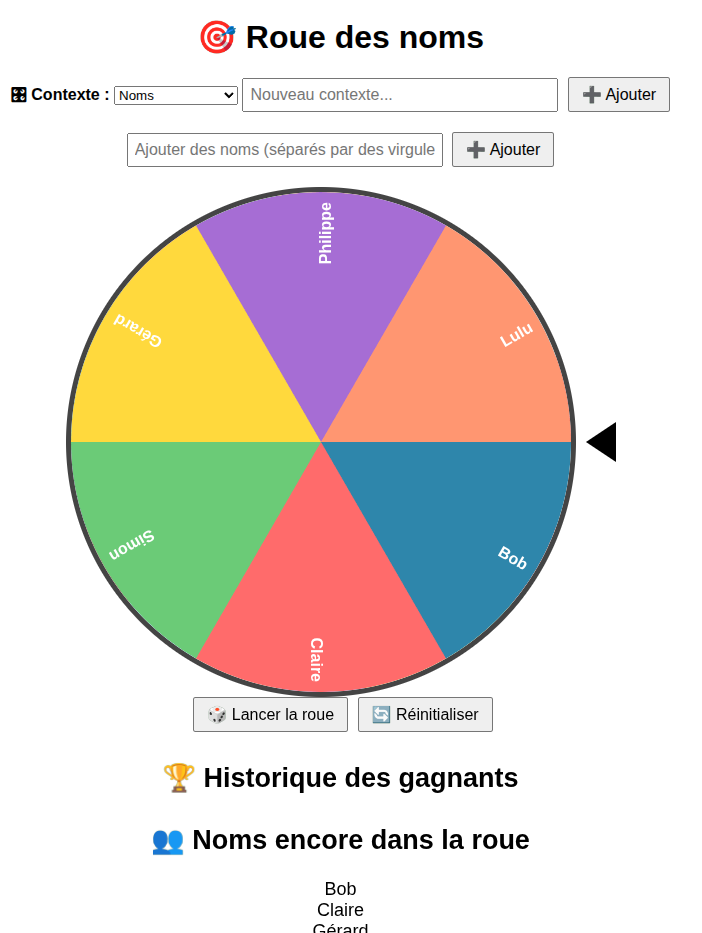 🎯 Roue des noms
🎛 Contexte : Noms Nouveau contexte... ➕ Ajouter
Ajouter des noms (séparés par des virgule ➕ Ajouter
Philippe
Lulu
Gérard
Simon
Bob
Claire
🎲 Lancer la roue 🔄 Réinitialiser
🏆 Historique des gagnants
👥 Noms encore dans la roue
Bob
Claire
Gérard